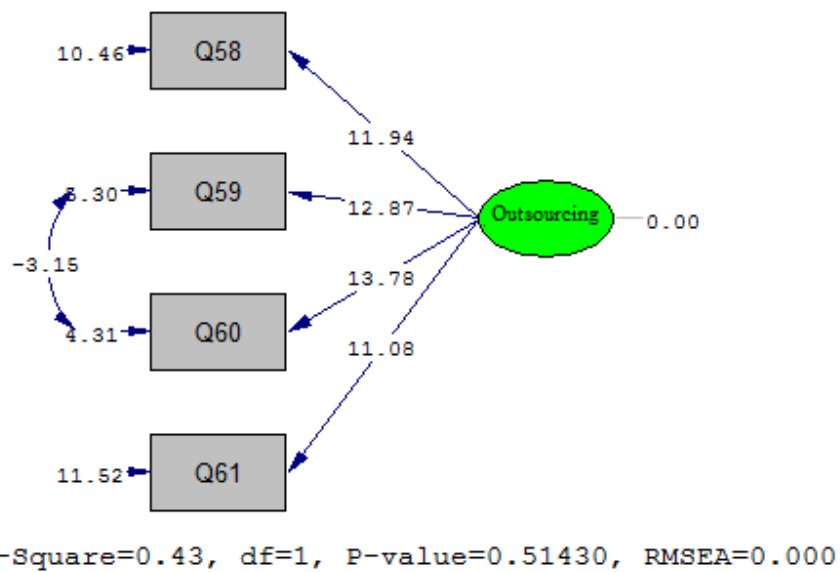 10.46 Q58
11.94
.30 Q59
12.87
Outsourcing 0.00
-3.15
13.78
4.31 Q60
11.08
11.52 Q61
-Square=0.43, df=1, P-value=0.51430, RMSEA=0.000